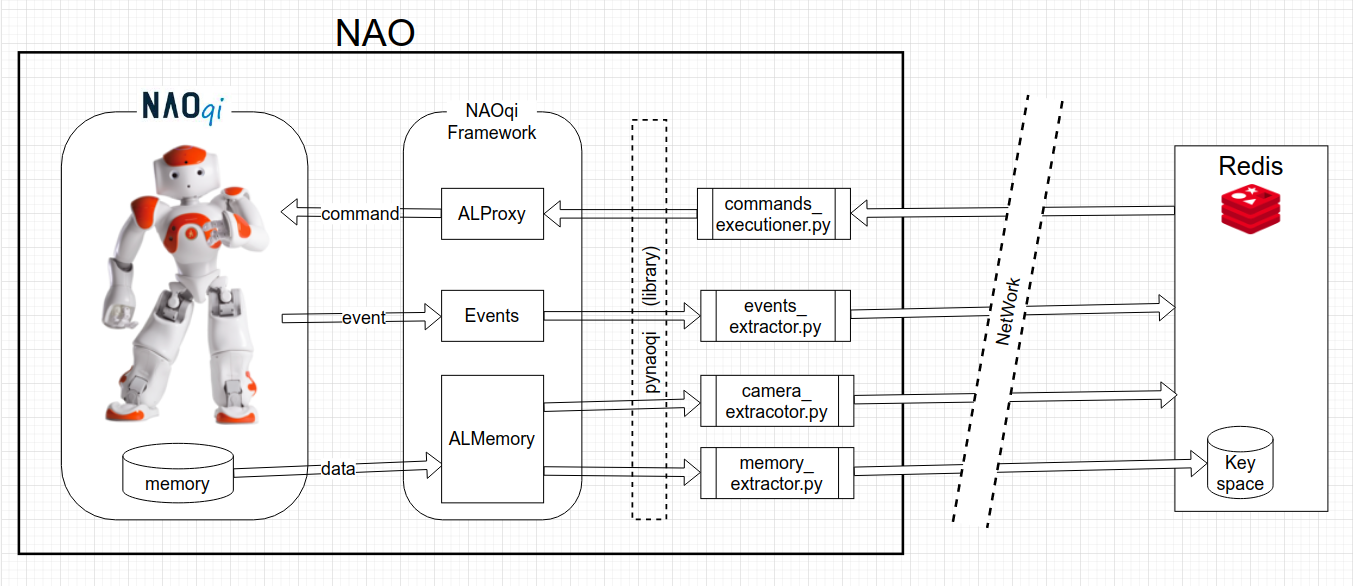 NAO
NAOqi
NAOqi
Framework
command
ALProxy
commands_
executioner.py
Redis
event
Events
pynaoqi (library)
events_
extractor.py
NetWork
camera_
extracotor.py
ALMemory
memory
data
memory_
extractor.py
Key
space